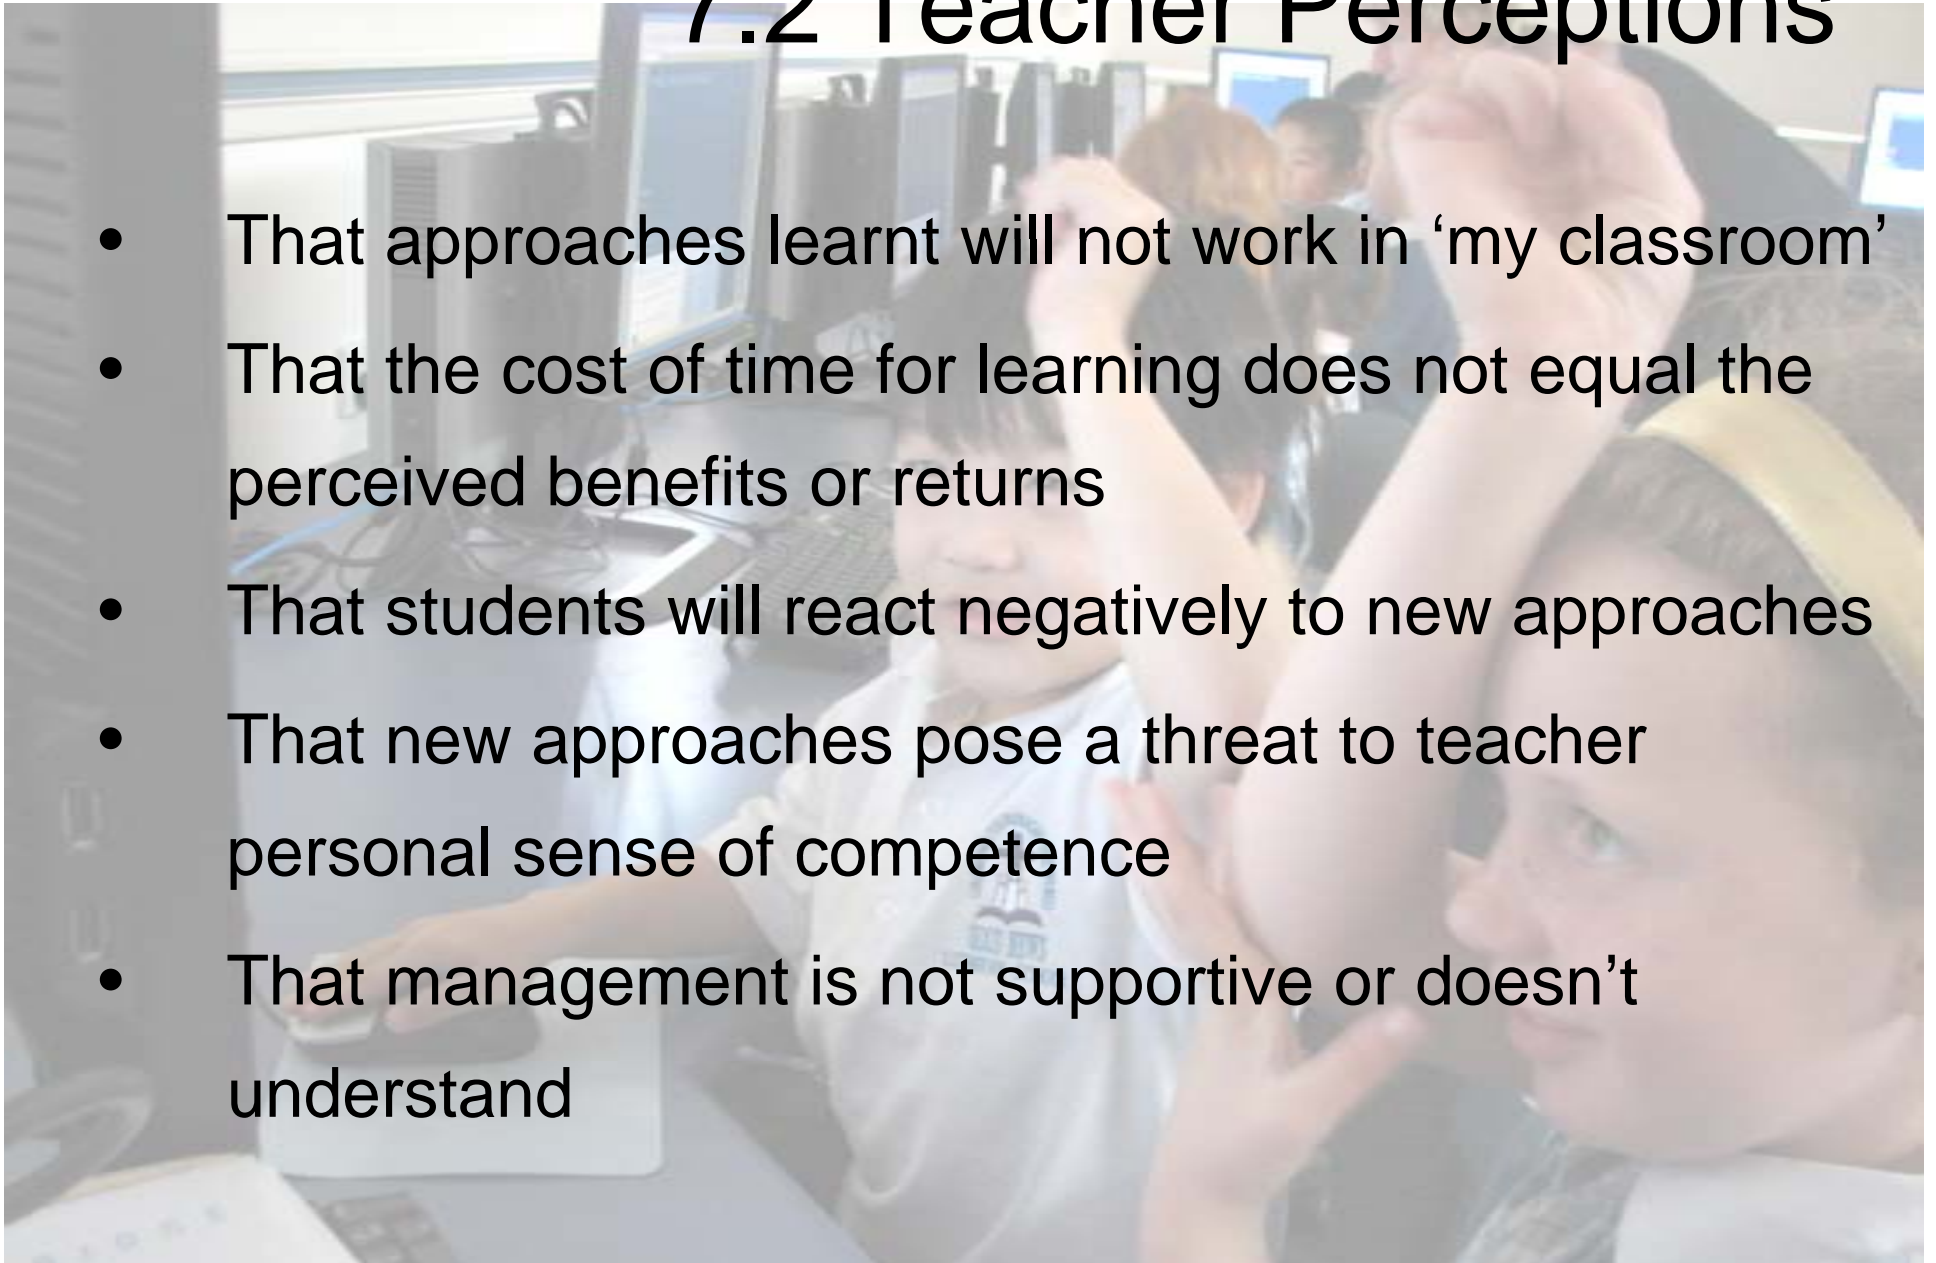 7.2 Teacher Perceptions
• That approaches learnt will not work in ‘my classroom’
• That the cost of time for learning does not equal the
perceived benefits or returns
• That students will react negatively to new approaches
• That new approaches pose a threat to teacher
personal sense of competence
• That management is not supportive or doesn’t
understand